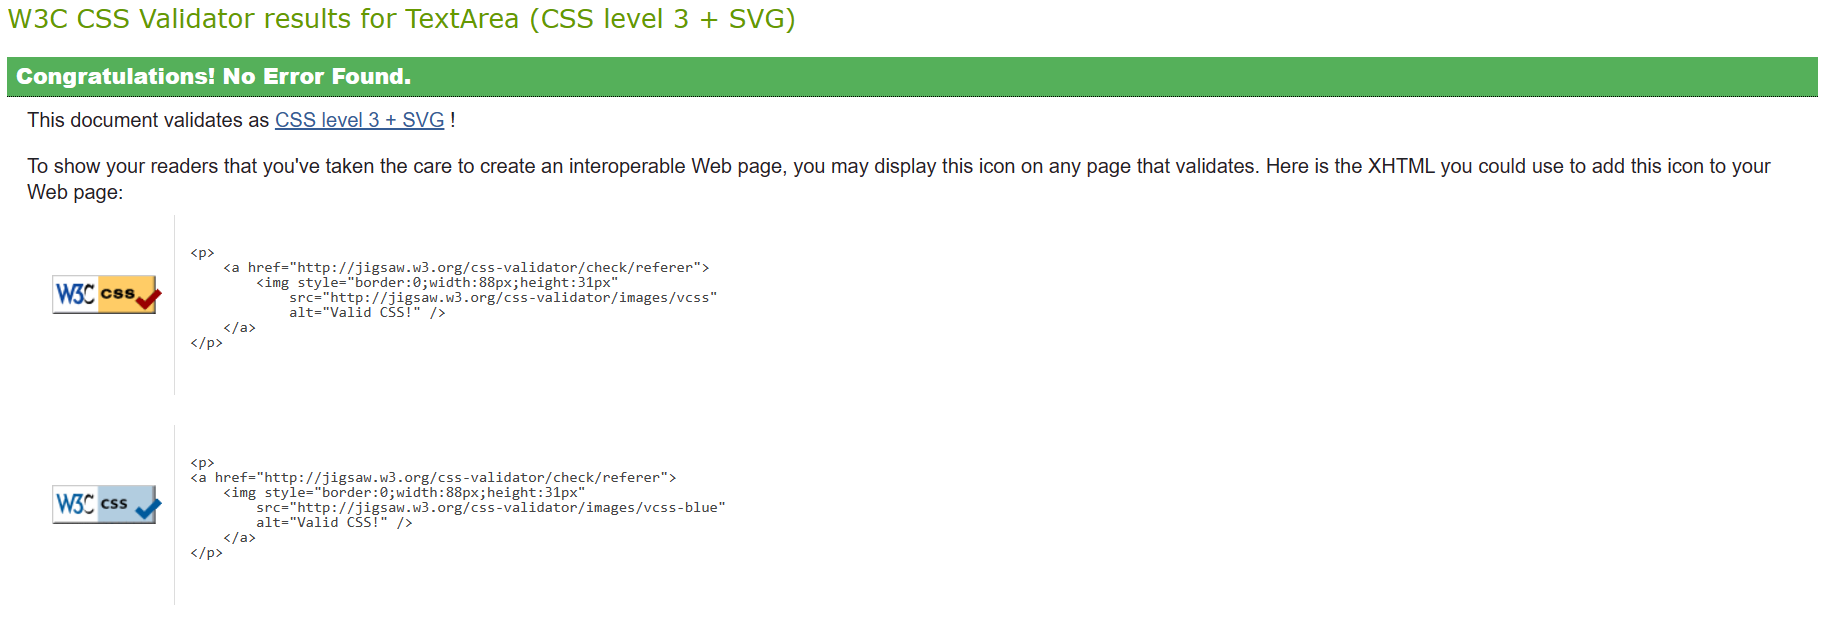 W3C CSS Validator results for TextArea (CSS level 3 + SVG)
Congratulations! No Error Found.
This document validates as CSS level 3 + SVG !
To show your readers that you've taken the care to create an interoperable Web page, you may display this icon on any page that validates. Here is the XHTML you could use to add this icon to your
Web page:
W3C css
<p>
    <a href="http://jigsaw.w3.org/css-validator/check/referer">
        <img style="border:0;width:88px;height:31px"
            src="http://jigsaw.w3.org/css-validator/images/vcss"
            alt="Valid CSS!" />
    </a>
</p>
W3C css
<p>
<a href="http://jigsaw.w3.org/css-validator/check/referer">
    <img style="border:0;width:88px;height:31px"
        src="http://jigsaw.w3.org/css-validator/images/vcss-blue"
        alt="Valid CSS!" />
    </a>
</p>